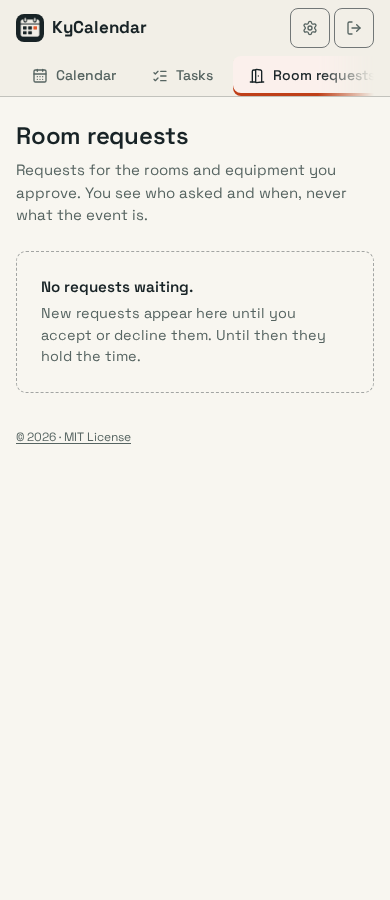 KyCalendar
Calendar
Tasks
Room requests
Room requests
Requests for the rooms and equipment you
approve. You see who asked and when, never
what the event is.
No requests waiting.
New requests appear here until you
accept or decline them. Until then they
hold the time.
© 2026 · MIT License